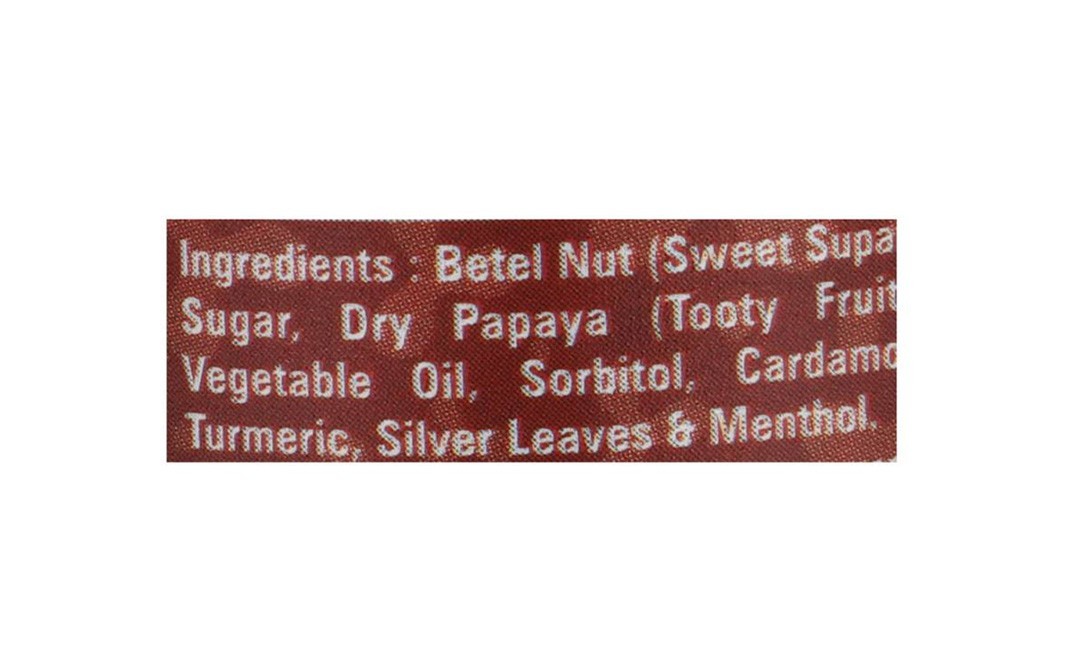 Ingredients : Betel Nut (Sweet Supa
Sugar, Dry Papaya (Tooty Fruit
Vegetable Oil, Sorbitol, Cardamo
Turmeric, Silver Leaves & Menthol.